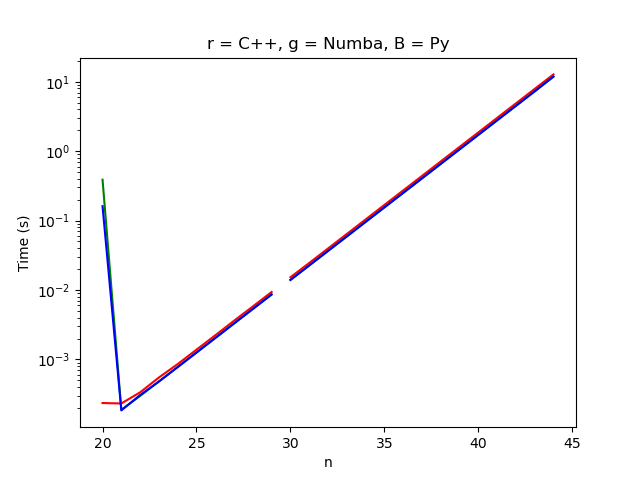 r = C++, g = Numba, B = Py
10¹
10⁰
10⁻¹
10⁻²
10⁻³
Time (s)
20 25 30 35 40 45
n